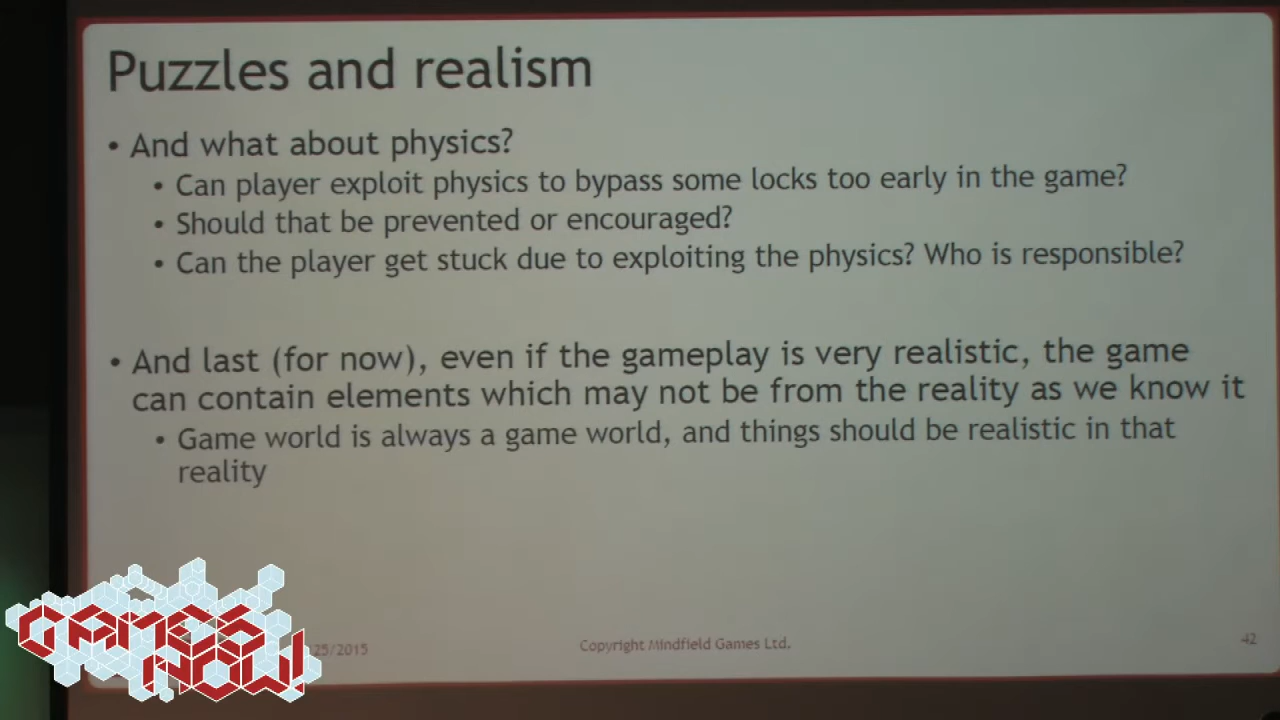 Puzzles and realism
• And what about physics?
• Can player exploit physics to bypass some locks too early in the game?
• Should that be prevented or encouraged?
• Can the player get stuck due to exploiting the physics? Who is responsible?
• And last (for now), even if the gameplay is very realistic, the game
can contain elements which may not be from the reality as we know it
• Game world is always a game world, and things should be realistic in that
reality
GAMES
NOW!
25/2015
Copyright Mindfield Games Ltd.
42